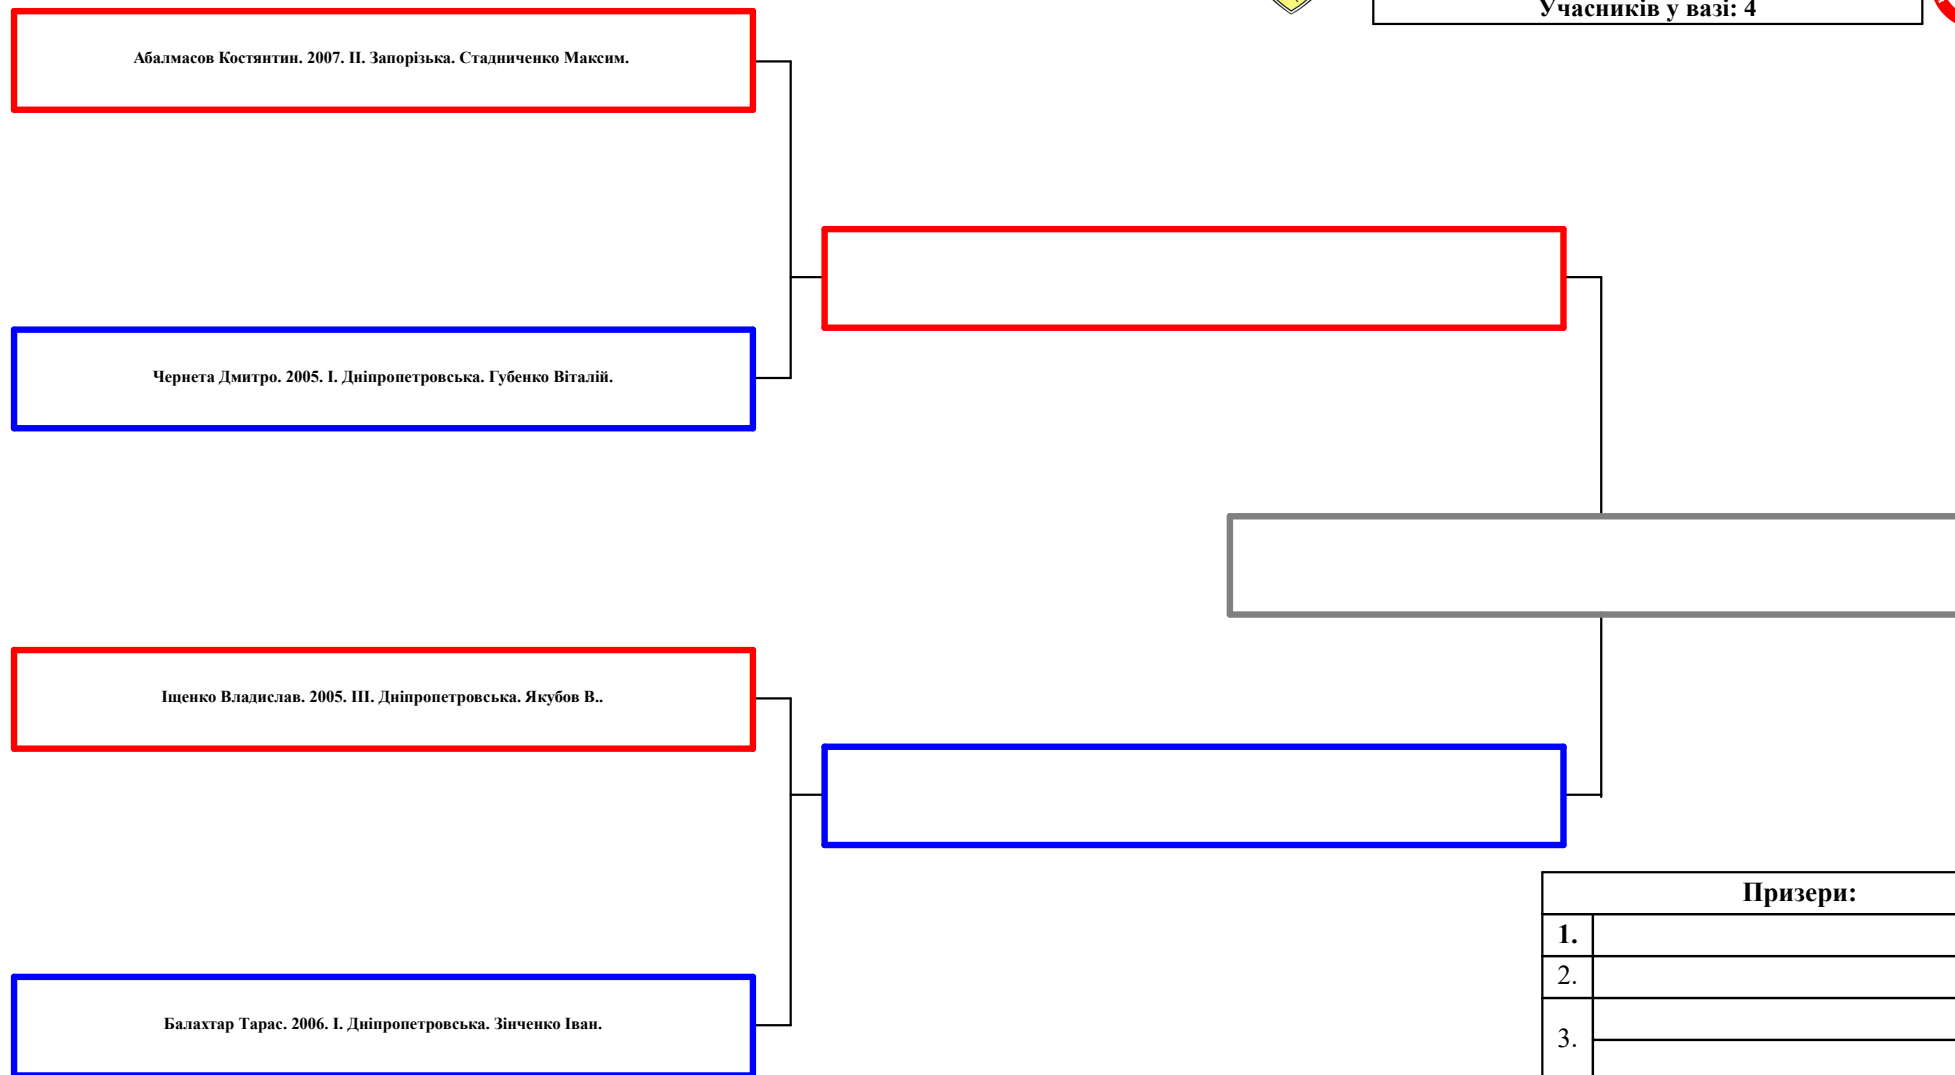 Учасників у вазі: 4
Абалмасов Костянтин. 2007. II. Запорізька. Стадниченко Максим.
Чернета Дмитро. 2005. I. Дніпропетровська. Губенко Віталій.
Іщенко Владислав. 2005. III. Дніпропетровська. Якубов В..
Балахтар Тарас. 2006. I. Дніпропетровська. Зінченко Іван.
Призери:
1.
2.
3.